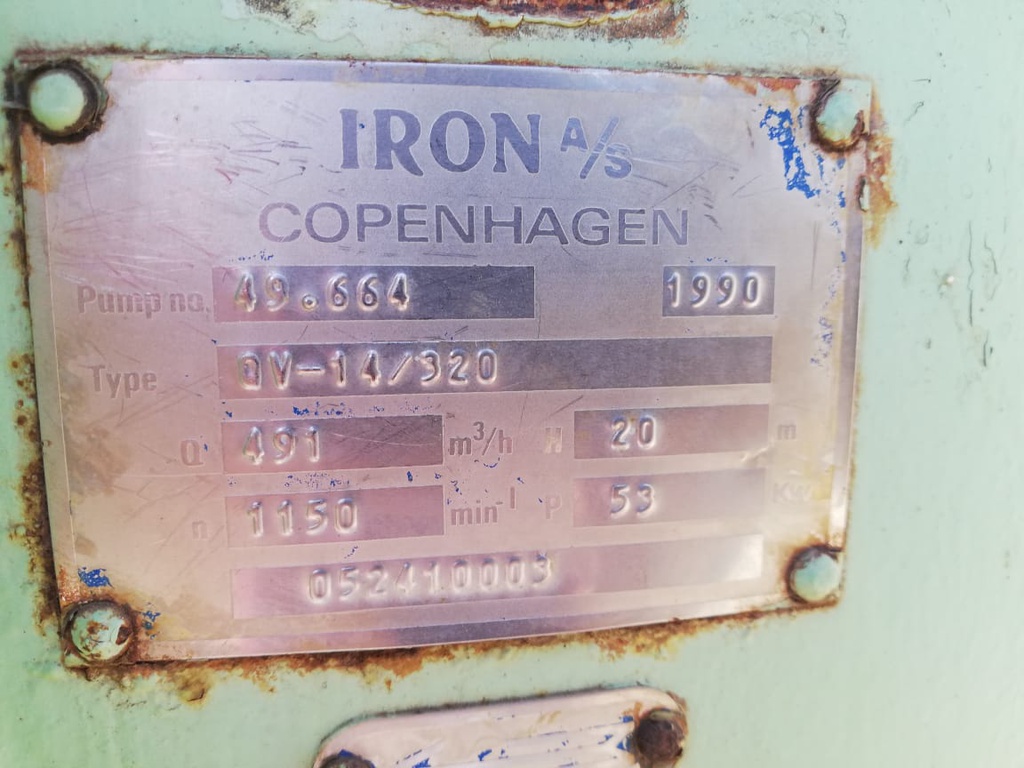 IRON A/S
COPENHAGEN
Pump no. 49.664 1990
Type QV-14/320
Q 491 m³/h H 20 m
n 1150 min⁻¹ P 53 KW
052410003